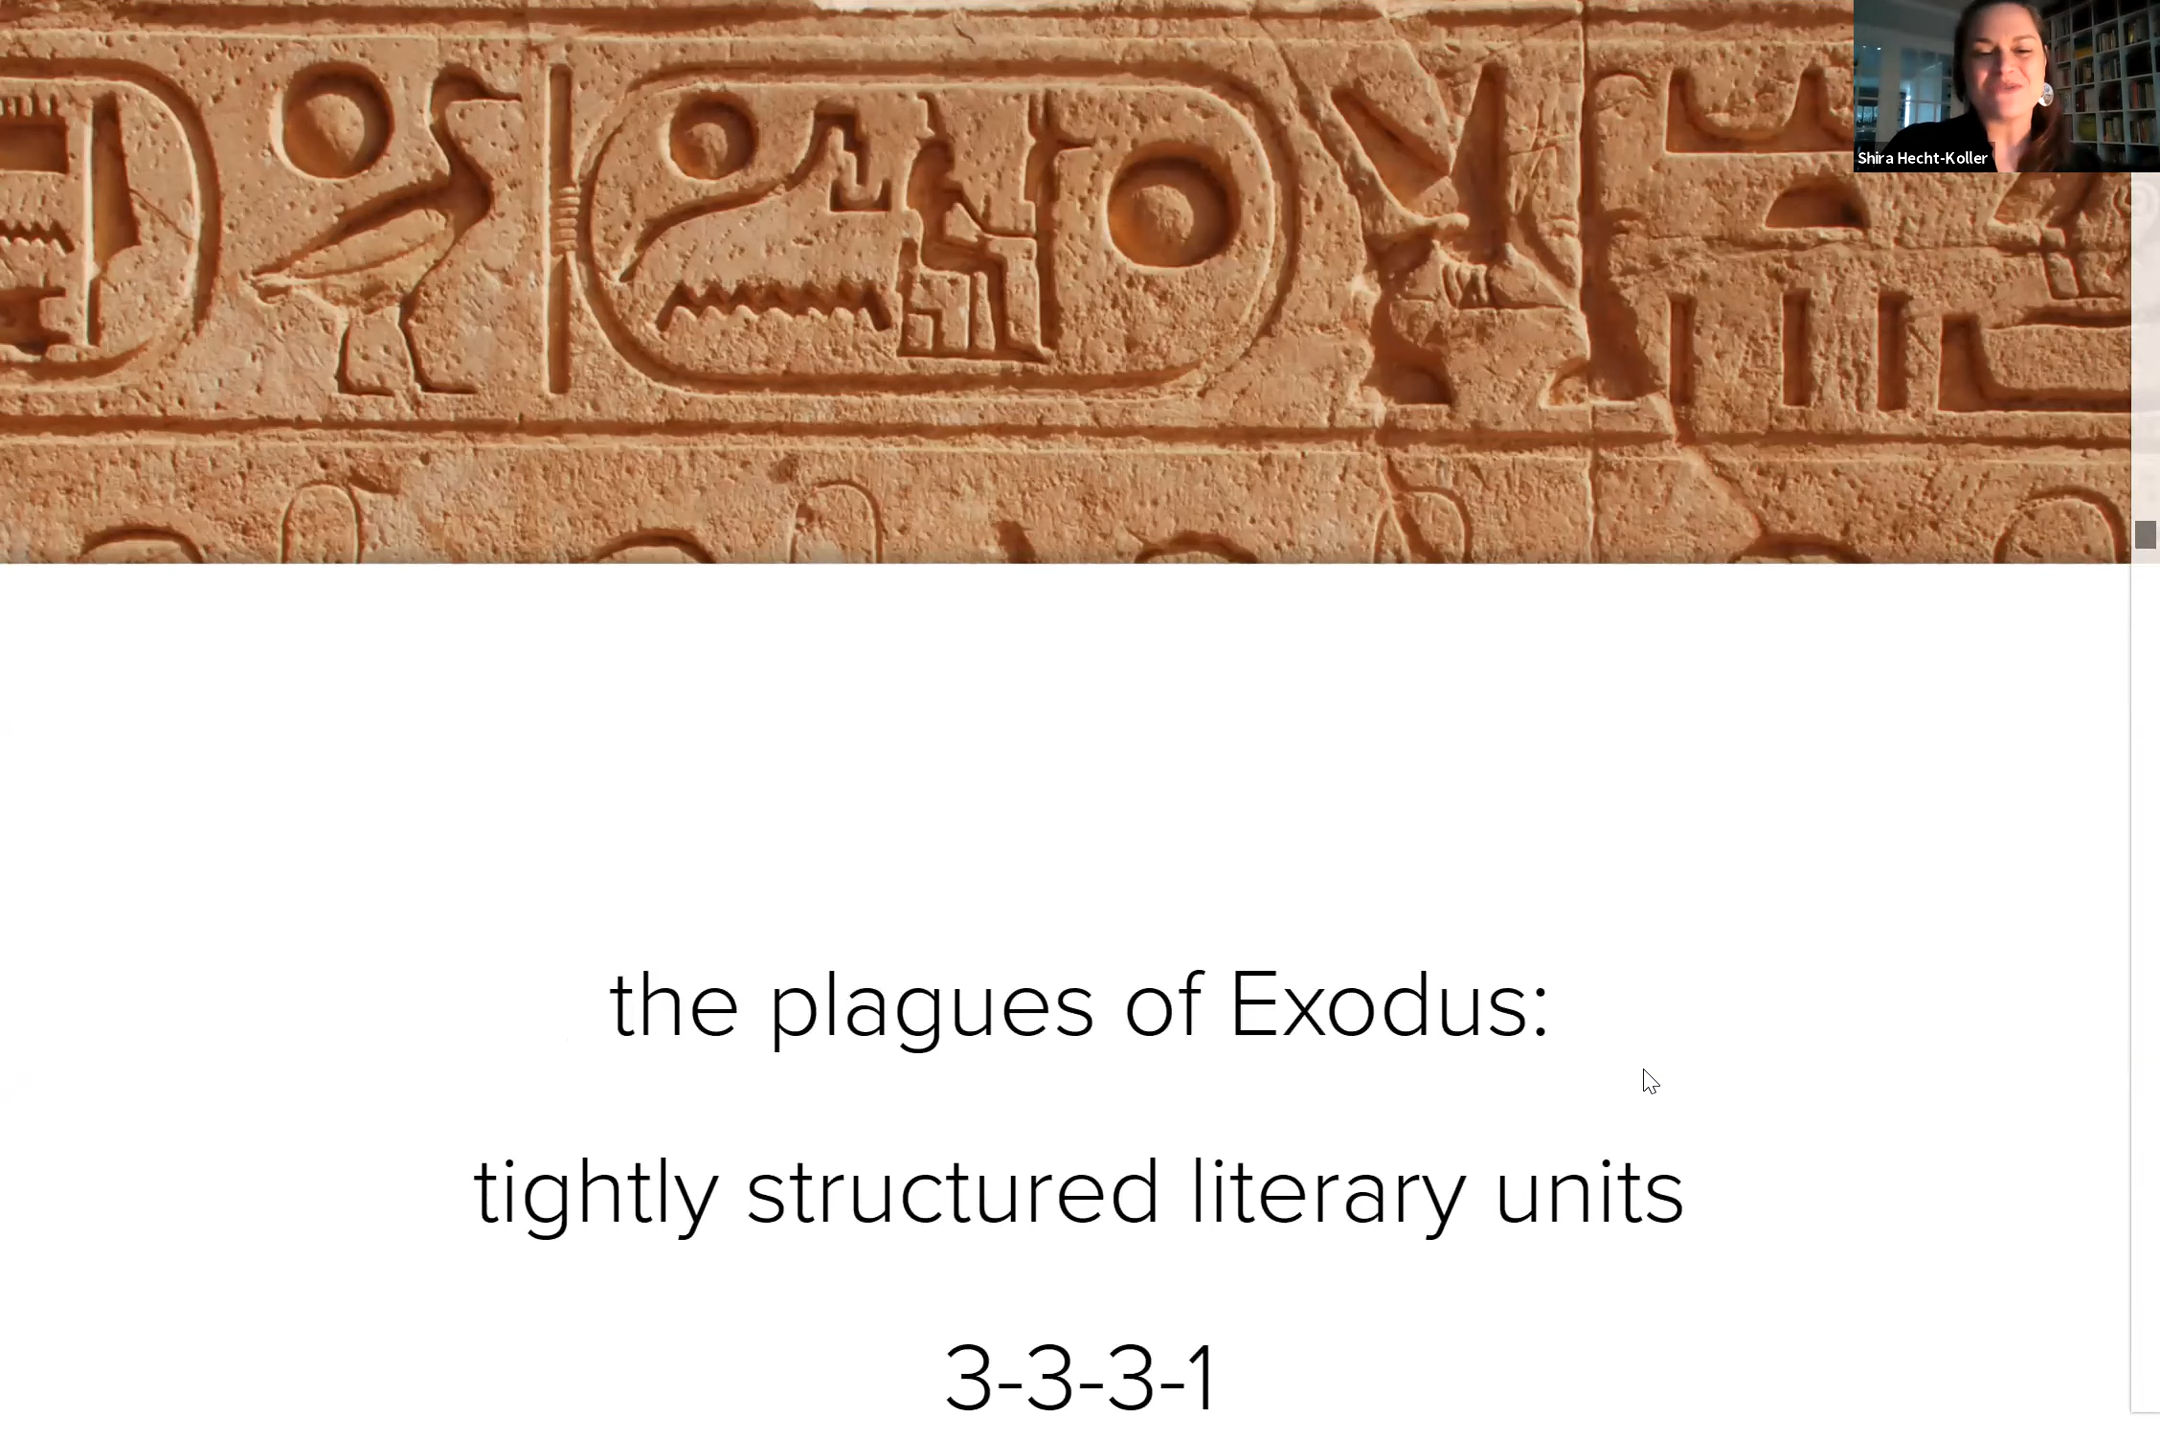 Shira Hecht-Koller
the plagues of Exodus:
tightly structured literary units
3-3-3-1